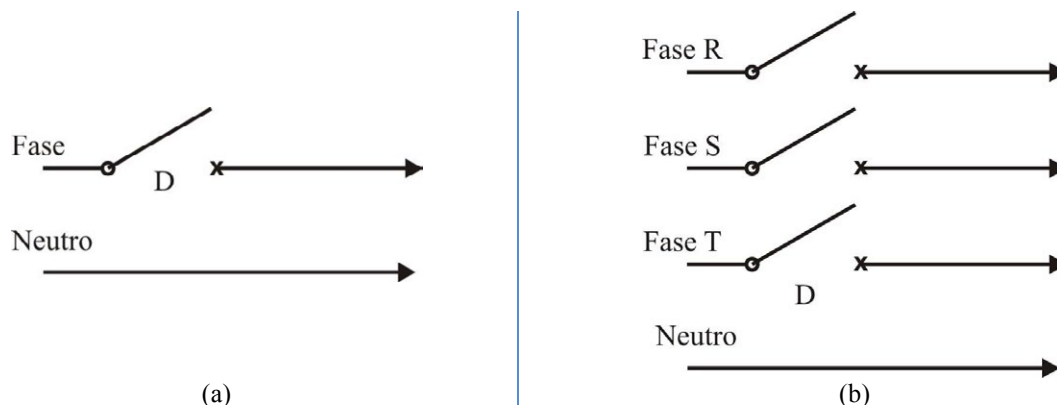 Fase
D
Neutro
(a)
Fase R
Fase S
Fase T
D
Neutro
(b)